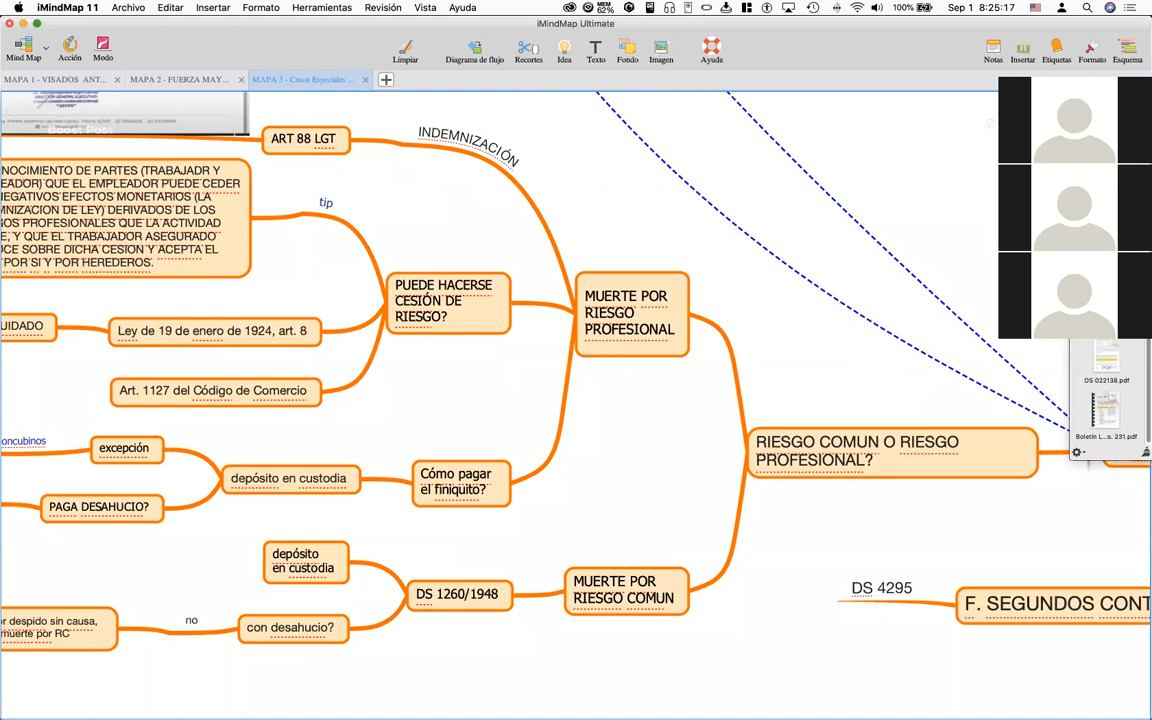 iMindMap 11 Archivo Editar Insertar Formato Herramientas Revisión Vista Ayuda
MEM 62% 100% Sep 1 8:25:17
iMindMap Ultimate
Mind Map Acción Modo Limpiar Diagrama de flujo Recortes Idea Texto Fondo Imagen Ayuda Notas Insertar Etiquetas Formato Esquema
MAPA 1 - VISADOS ANT... MAPA 2 - FUERZA MAY... MAPA 3 - Casos Especiales ...
Boost Post
ART 88 LGT
INDEMNIZACIÓN
NOCIMIENTO DE PARTES (TRABAJADR Y
EADOR) QUE EL EMPLEADOR PUEDE CEDER
NEGATIVOS EFECTOS MONETARIOS (LA
MNIZACION DE LEY) DERIVADOS DE LOS
GOS PROFESIONALES QUE LA ACTIVIDAD
E, Y QUE EL TRABAJADOR ASEGURADO
OCE SOBRE DICHA CESION Y ACEPTA EL
POR SI Y POR HEREDEROS.
tip
PUEDE HACERSE
CESIÓN DE
RIESGO?
MUERTE POR
RIESGO
PROFESIONAL
UIDADO
Ley de 19 de enero de 1924, art. 8
Art. 1127 del Código de Comercio
DS 022138.pdf
Boletín L...o. 231.pdf
oncubinos
excepción
depósito en custodia
Cómo pagar
el finiquito?
PAGA DESAHUCIO?
RIESGO COMUN O RIESGO
PROFESIONAL?
depósito
en custodia
DS 1260/1948
MUERTE POR
RIESGO COMUN
con desahucio?
no
or despido sin causa,
muerte por RC
DS 4295
F. SEGUNDOS CONT